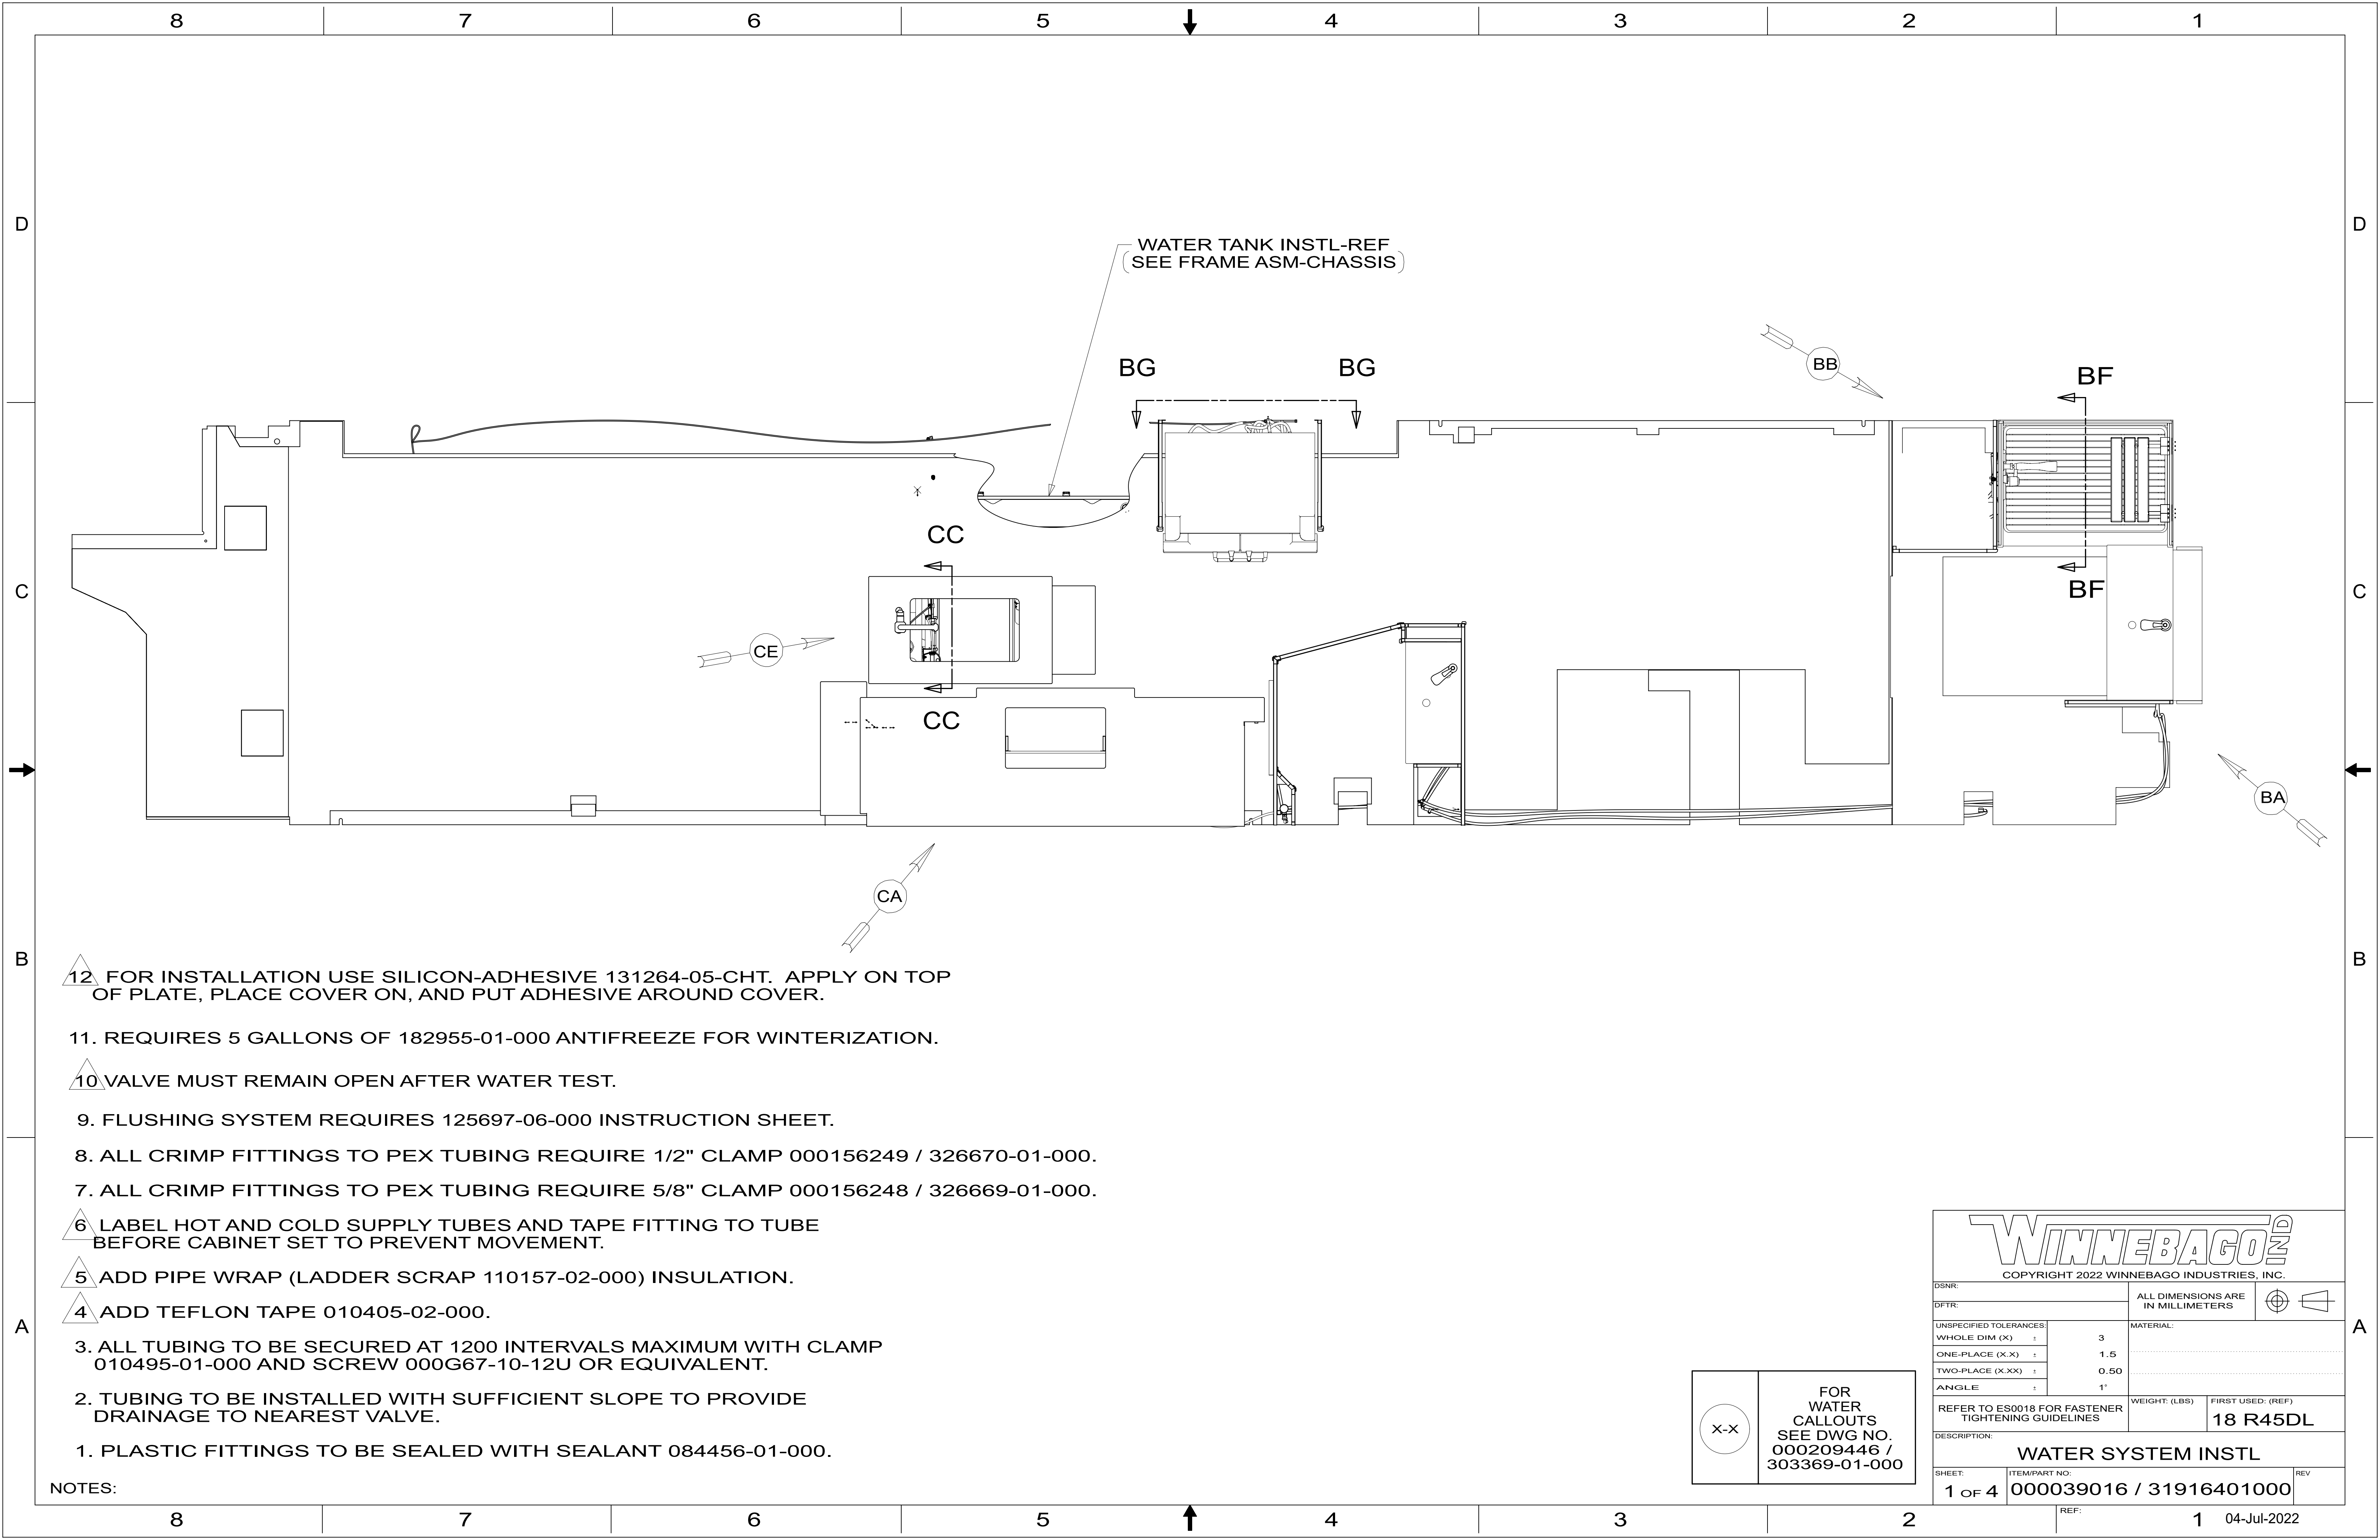 8 7 6 5 4 3 2 1
D D
WATER TANK INSTL-REF
(SEE FRAME ASM-CHASSIS)
BG BG
BB
BF
CC
C C
BF
CE
CC
BA
CA
B B
12 FOR INSTALLATION USE SILICON-ADHESIVE 131264-05-CHT. APPLY ON TOP
OF PLATE, PLACE COVER ON, AND PUT ADHESIVE AROUND COVER.
11. REQUIRES 5 GALLONS OF 182955-01-000 ANTIFREEZE FOR WINTERIZATION.
10 VALVE MUST REMAIN OPEN AFTER WATER TEST.
9. FLUSHING SYSTEM REQUIRES 125697-06-000 INSTRUCTION SHEET.
8. ALL CRIMP FITTINGS TO PEX TUBING REQUIRE 1/2" CLAMP 000156249 / 326670-01-000.
7. ALL CRIMP FITTINGS TO PEX TUBING REQUIRE 5/8" CLAMP 000156248 / 326669-01-000.
6 LABEL HOT AND COLD SUPPLY TUBES AND TAPE FITTING TO TUBE
BEFORE CABINET SET TO PREVENT MOVEMENT.
5 ADD PIPE WRAP (LADDER SCRAP 110157-02-000) INSULATION.
4 ADD TEFLON TAPE 010405-02-000.
A A
3. ALL TUBING TO BE SECURED AT 1200 INTERVALS MAXIMUM WITH CLAMP
010495-01-000 AND SCREW 000G67-10-12U OR EQUIVALENT.
2. TUBING TO BE INSTALLED WITH SUFFICIENT SLOPE TO PROVIDE
DRAINAGE TO NEAREST VALVE.
1. PLASTIC FITTINGS TO BE SEALED WITH SEALANT 084456-01-000.
NOTES:
X-X
FOR
WATER
CALLOUTS
SEE DWG NO.
000209446 /
303369-01-000
WINNEBAGO IND
COPYRIGHT 2022 WINNEBAGO INDUSTRIES, INC.
DSNR:
DFTR:
ALL DIMENSIONS ARE
IN MILLIMETERS
UNSPECIFIED TOLERANCES:
WHOLE DIM (X) ± 3
ONE-PLACE (X.X) ± 1.5
TWO-PLACE (X.XX) ± 0.50
ANGLE ± 1°
MATERIAL:
REFER TO ES0018 FOR FASTENER
TIGHTENING GUIDELINES
WEIGHT: (LBS)
FIRST USED: (REF)
18 R45DL
DESCRIPTION:
WATER SYSTEM INSTL
SHEET:
1 OF 4
ITEM/PART NO:
000039016 / 31916401000
REV
REF:
04-Jul-2022
8 7 6 5 4 3 2 1